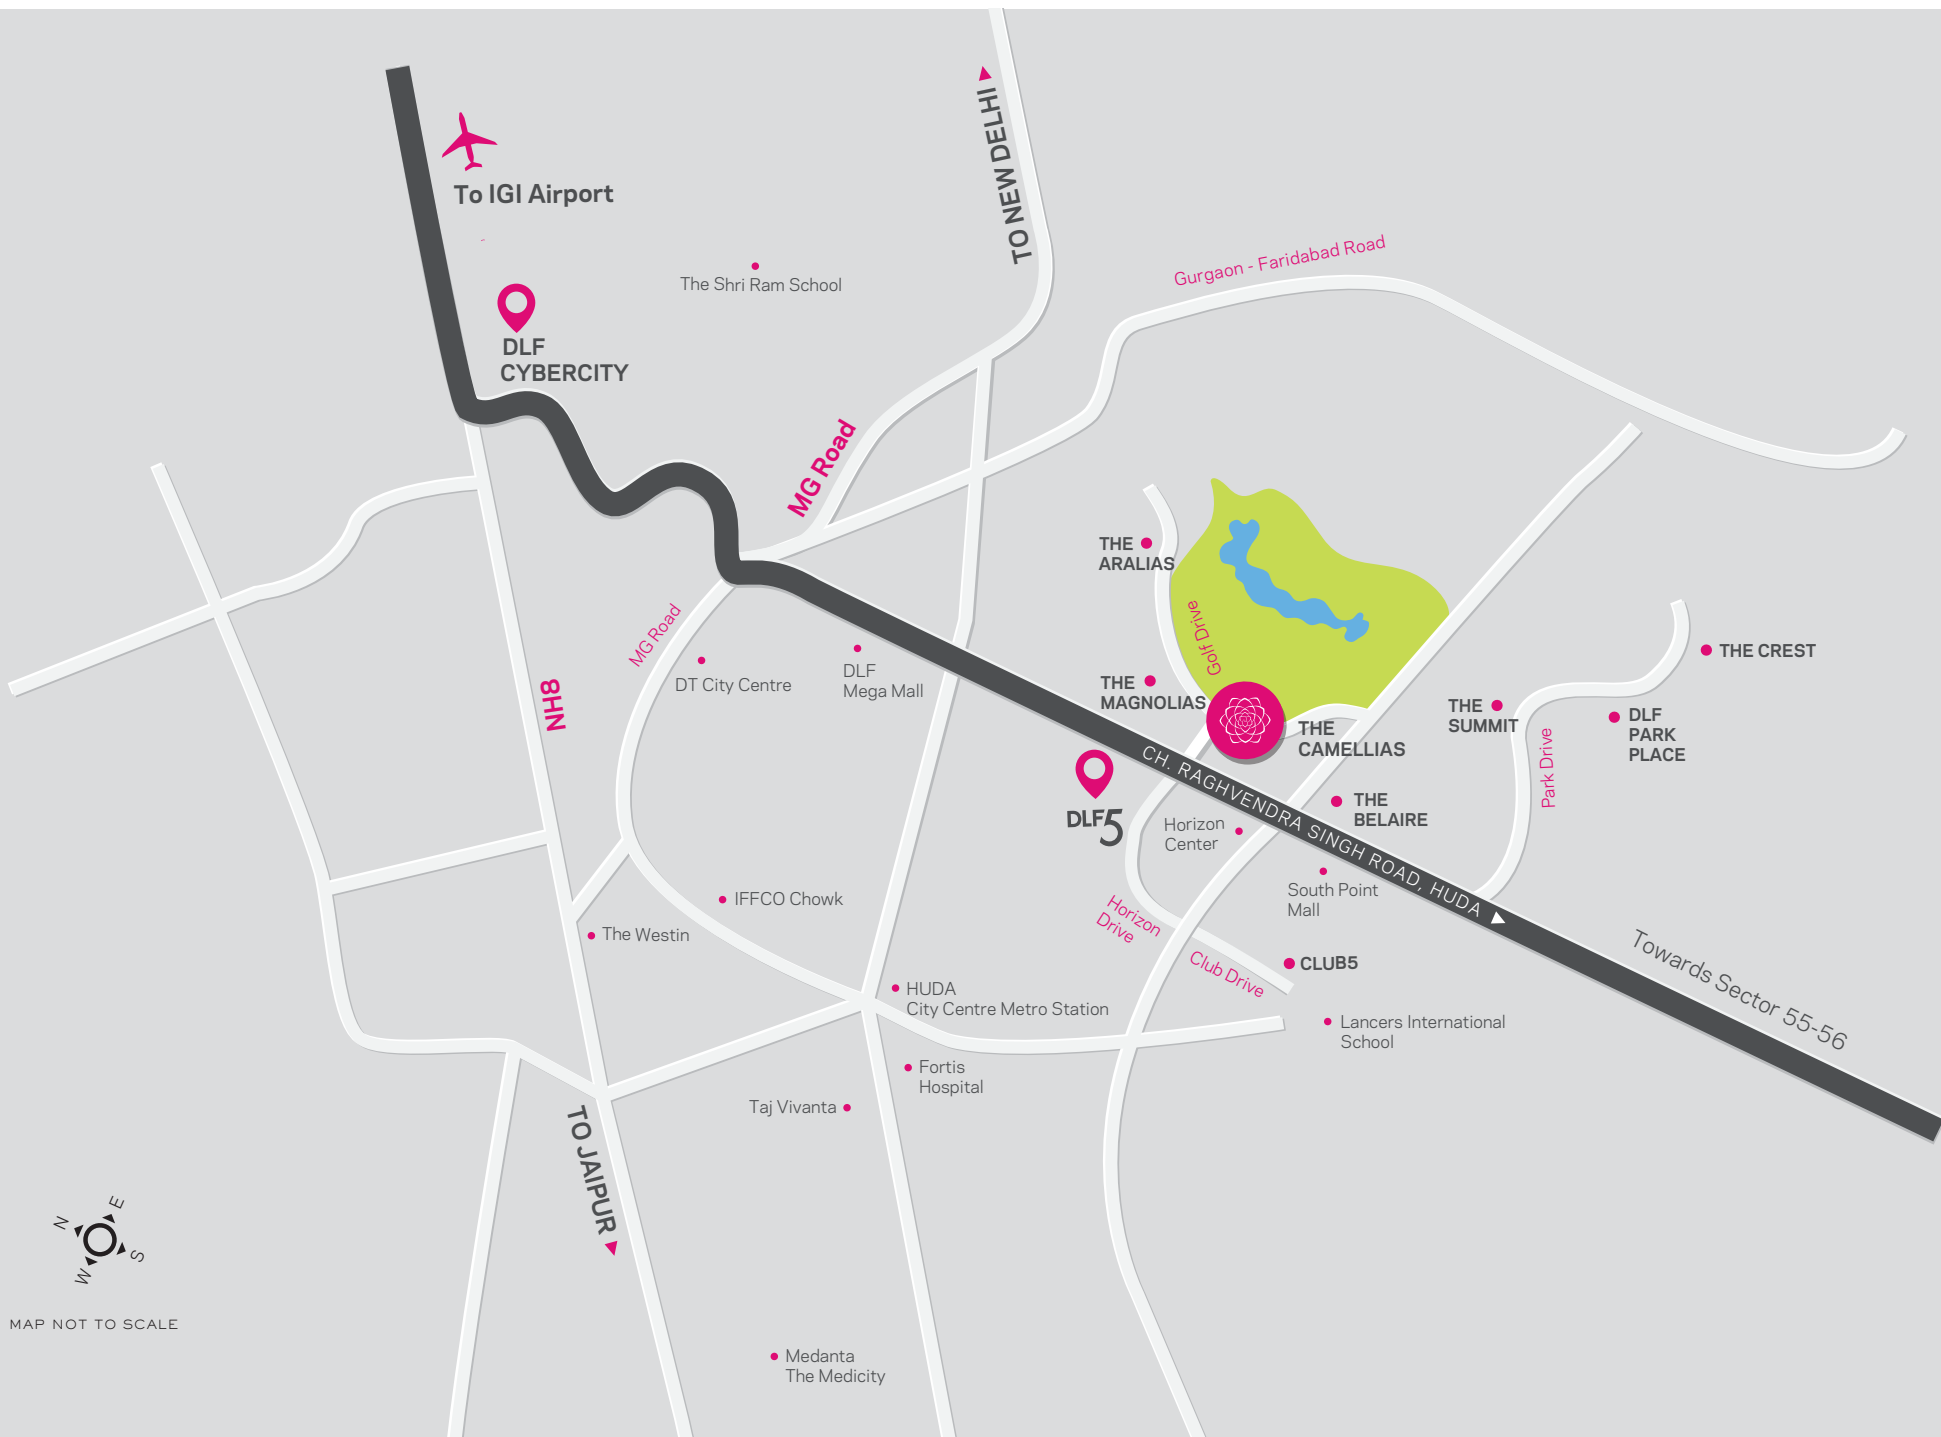 To IGI Airport
TO NEW DELHI
The Shri Ram School
Gurgaon - Faridabad Road
DLF
CYBERCITY
MG Road
THE
ARALIAS
Golf Drive
MG Road
DT City Centre
DLF
Mega Mall
NH8
THE
MAGNOLIAS
THE
CAMELLIAS
THE CREST
THE
SUMMIT
DLF
PARK
PLACE
Park Drive
CH. RAGHVENDRA SINGH ROAD, HUDA
DLF5
Horizon
Center
THE
BELAIRE
South Point
Mall
IFFCO Chowk
The Westin
Horizon
Drive
Club Drive
CLUB5
Towards Sector 55-56
HUDA
City Centre Metro Station
Lancers International
School
Fortis
Hospital
Taj Vivanta
TO JAIPUR
N
E
S
W
MAP NOT TO SCALE
Medanta
The Medicity